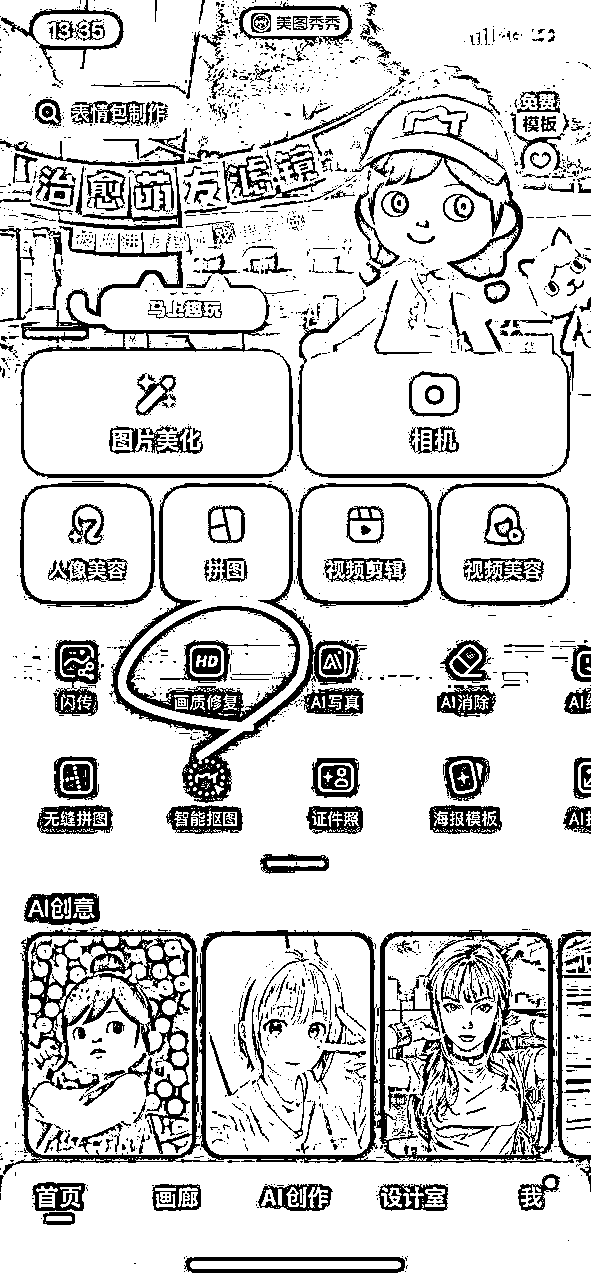 13:35
美图秀秀
表情包制作
免费
模板
治愈萌友滤镜
马上趣玩
图片美化
相机
人像美容
拼图
视频剪辑
视频美容
HD
闪传
画质修复
AI写真
AI消除
无缝拼图
智能抠图
证件照
海报模板
AI创意
首页
画廊
AI创作
设计室
我